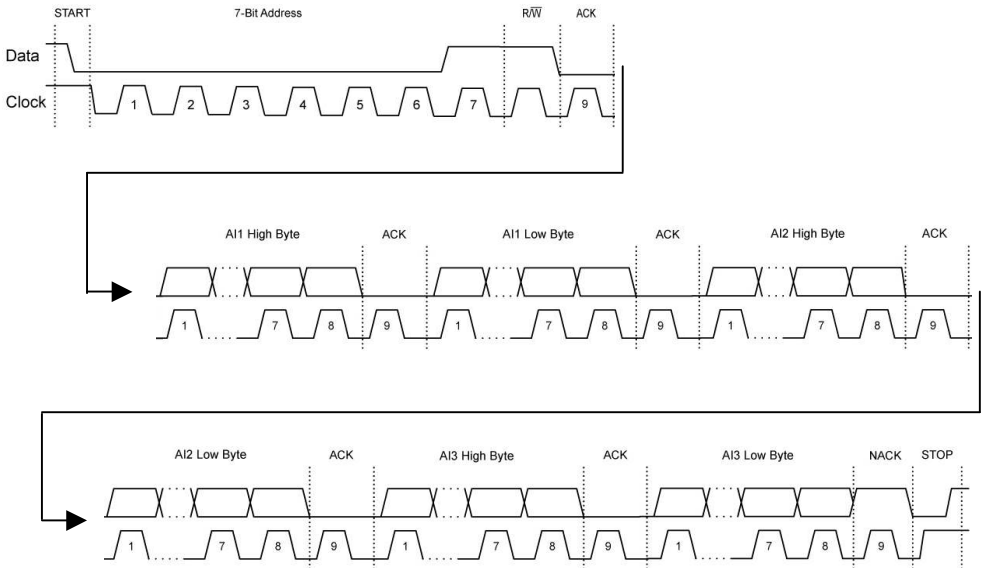 START 7-Bit Address R/W̅ ACK
Data
Clock 1 2 3 4 5 6 7 9
AI1 High Byte ACK AI1 Low Byte ACK AI2 High Byte ACK
1 7 8 9 1 7 8 9 1 7 8 9
AI2 Low Byte ACK AI3 High Byte ACK AI3 Low Byte NACK STOP
1 7 8 9 1 7 8 9 1 7 8 9